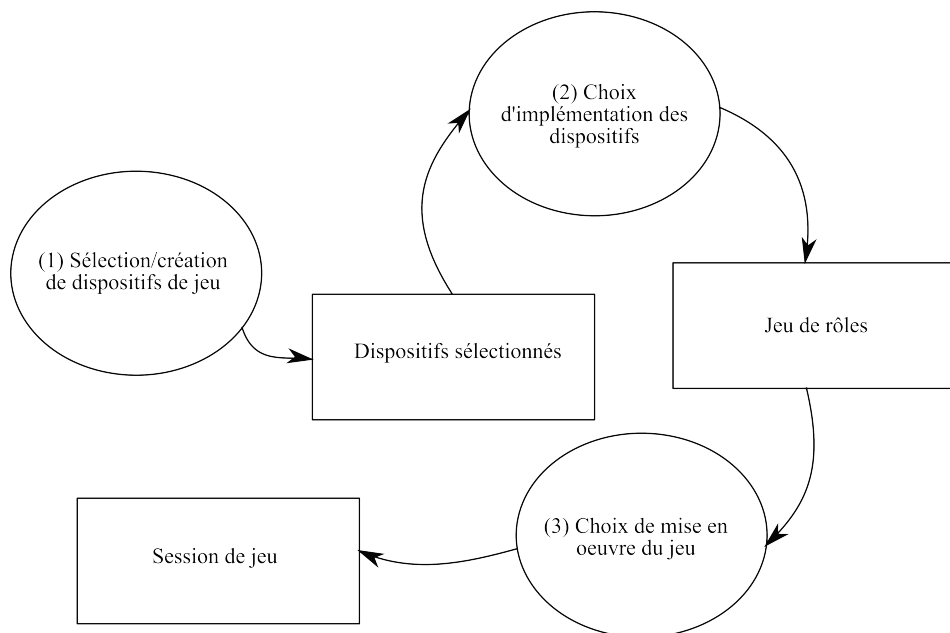 (1) Sélection/création
de dispositifs de jeu
Dispositifs sélectionnés
(2) Choix
d'implémentation des
dispositifs
Jeu de rôles
(3) Choix de mise en
oeuvre du jeu
Session de jeu